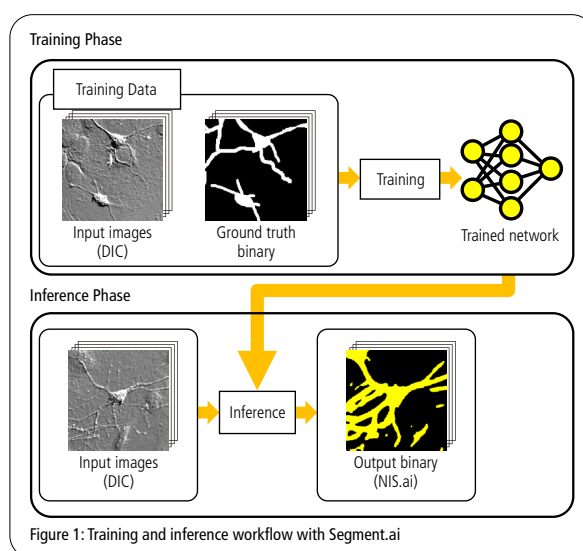 Training Phase
Training Data
Input images
(DIC)
Ground truth
binary
Training
Trained network
Inference Phase
Input images
(DIC)
Inference
Output binary
(NIS.ai)
Figure 1: Training and inference workflow with Segment.ai